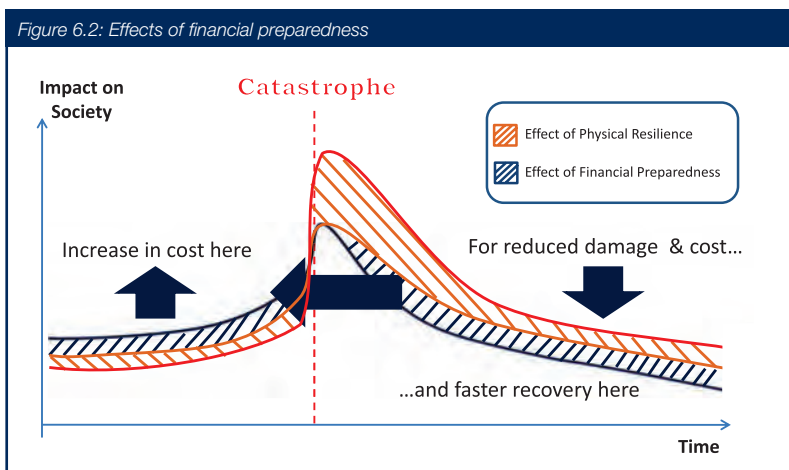 Figure 6.2: Effects of financial preparedness
Impact on
Society
Catastrophe
Effect of Physical Resilience
Effect of Financial Preparedness
Increase in cost here
For reduced damage & cost...
...and faster recovery here
Time